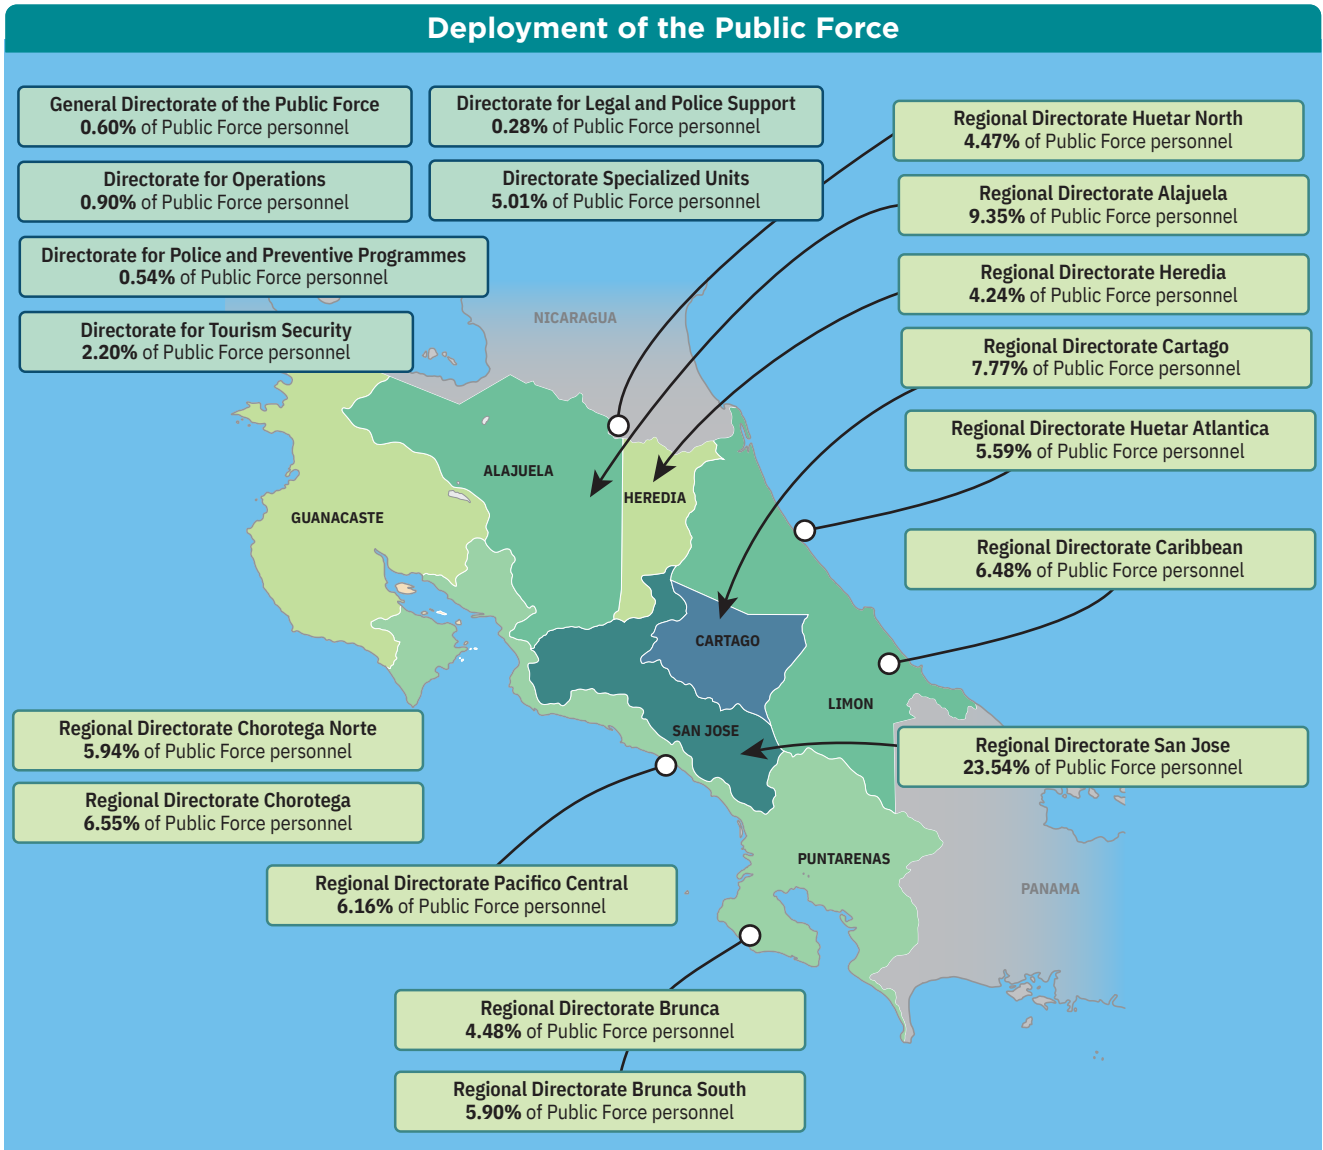 Deployment of the Public Force
General Directorate of the Public Force
0.60% of Public Force personnel
Directorate for Legal and Police Support
0.28% of Public Force personnel
Directorate for Operations
0.90% of Public Force personnel
Directorate Specialized Units
5.01% of Public Force personnel
Directorate for Police and Preventive Programmes
0.54% of Public Force personnel
Directorate for Tourism Security
2.20% of Public Force personnel
Regional Directorate Huetar North
4.47% of Public Force personnel
Regional Directorate Alajuela
9.35% of Public Force personnel
Regional Directorate Heredia
4.24% of Public Force personnel
Regional Directorate Cartago
7.77% of Public Force personnel
Regional Directorate Huetar Atlantica
5.59% of Public Force personnel
Regional Directorate Caribbean
6.48% of Public Force personnel
Regional Directorate San Jose
23.54% of Public Force personnel
NICARAGUA
ALAJUELA
HEREDIA
GUANACASTE
CARTAGO
LIMON
SAN JOSE
PUNTARENAS
PANAMA
Regional Directorate Chorotega Norte
5.94% of Public Force personnel
Regional Directorate Chorotega
6.55% of Public Force personnel
Regional Directorate Pacifico Central
6.16% of Public Force personnel
Regional Directorate Brunca
4.48% of Public Force personnel
Regional Directorate Brunca South
5.90% of Public Force personnel